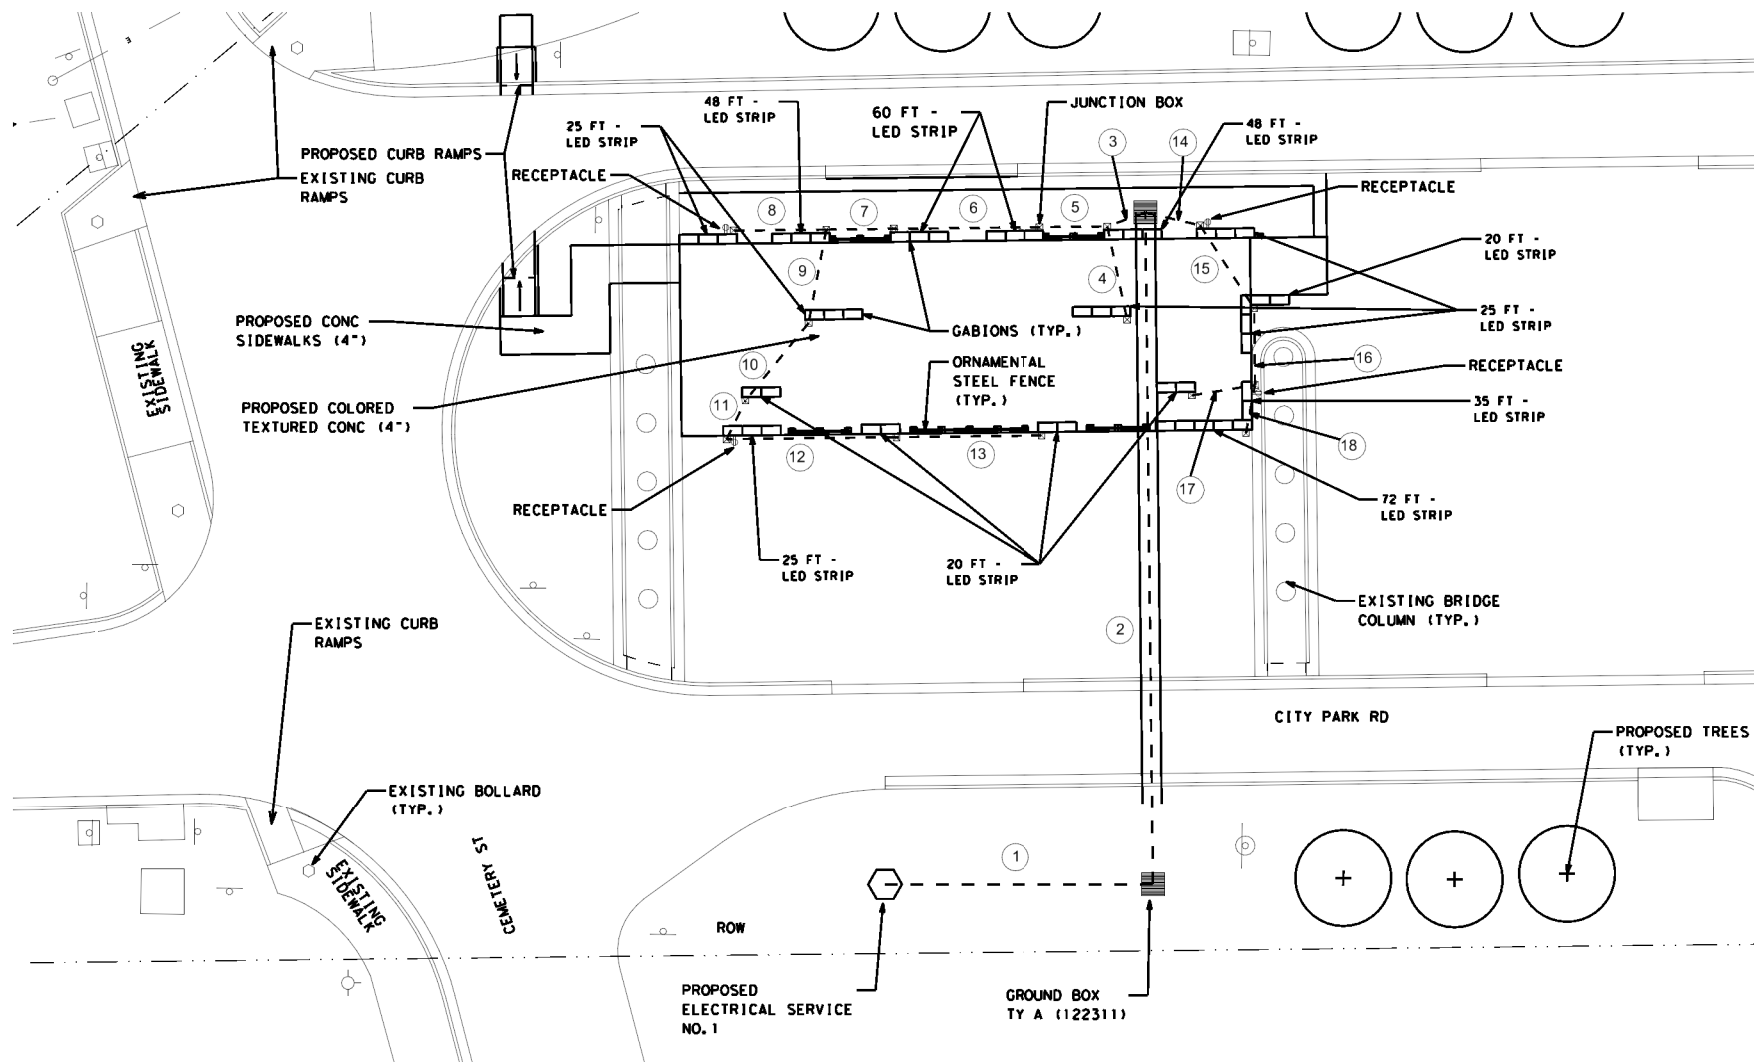 48 FT -
LED STRIP
60 FT -
LED STRIP
JUNCTION BOX
25 FT -
LED STRIP
3
14
48 FT -
LED STRIP
PROPOSED CURB RAMPS
EXISTING CURB
RAMPS
RECEPTACLE
RECEPTACLE
8
7
6
5
20 FT -
LED STRIP
9
4
15
PROPOSED CONC
SIDEWALKS (4")
GABIONS (TYP.)
25 FT -
LED STRIP
EXISTING
SIDEWALK
10
ORNAMENTAL
STEEL FENCE
(TYP.)
16
RECEPTACLE
PROPOSED COLORED
TEXTURED CONC (4")
11
35 FT -
LED STRIP
12
13
18
17
RECEPTACLE
72 FT -
LED STRIP
25 FT -
LED STRIP
20 FT -
LED STRIP
EXISTING BRIDGE
COLUMN (TYP.)
EXISTING CURB
RAMPS
2
CITY PARK RD
PROPOSED TREES
(TYP.)
EXISTING BOLLARD
(TYP.)
CEMETERY ST
1
EXISTING
SIDEWALK
ROW
PROPOSED
ELECTRICAL SERVICE
NO. 1
GROUND BOX
TY A (122311)